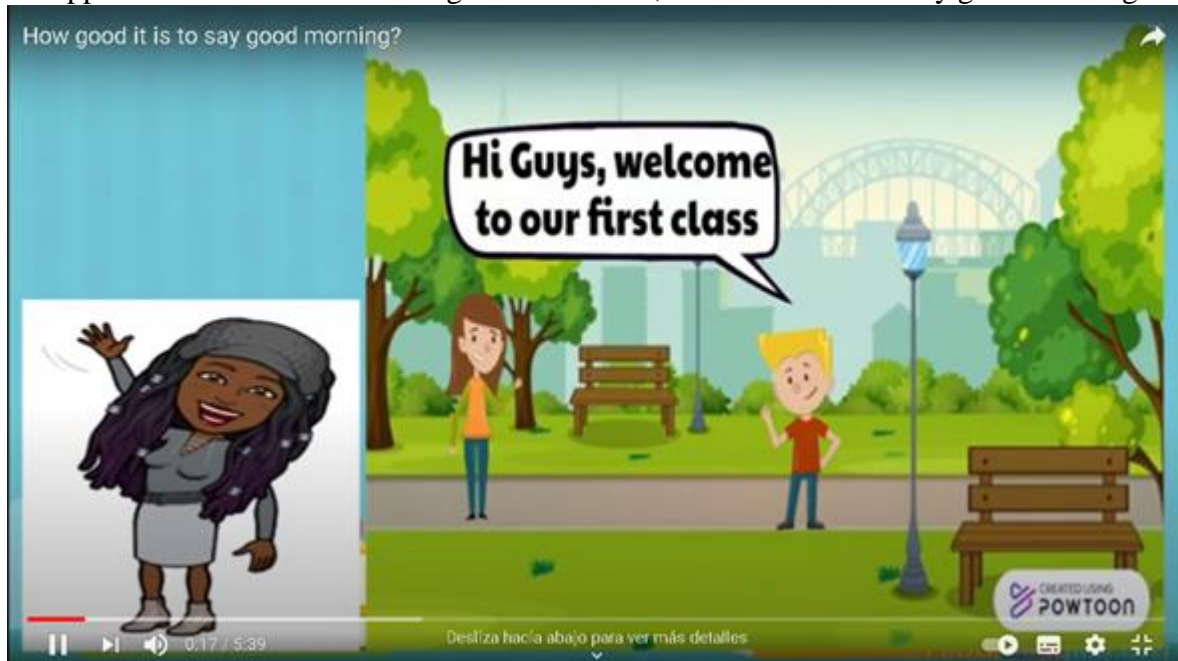 How good it is to say good morning?
Hi Guys, welcome
to our first class
CREATED USING
POWTOON
0:17 / 5:39
Desliza hacía abajo para ver más detalles